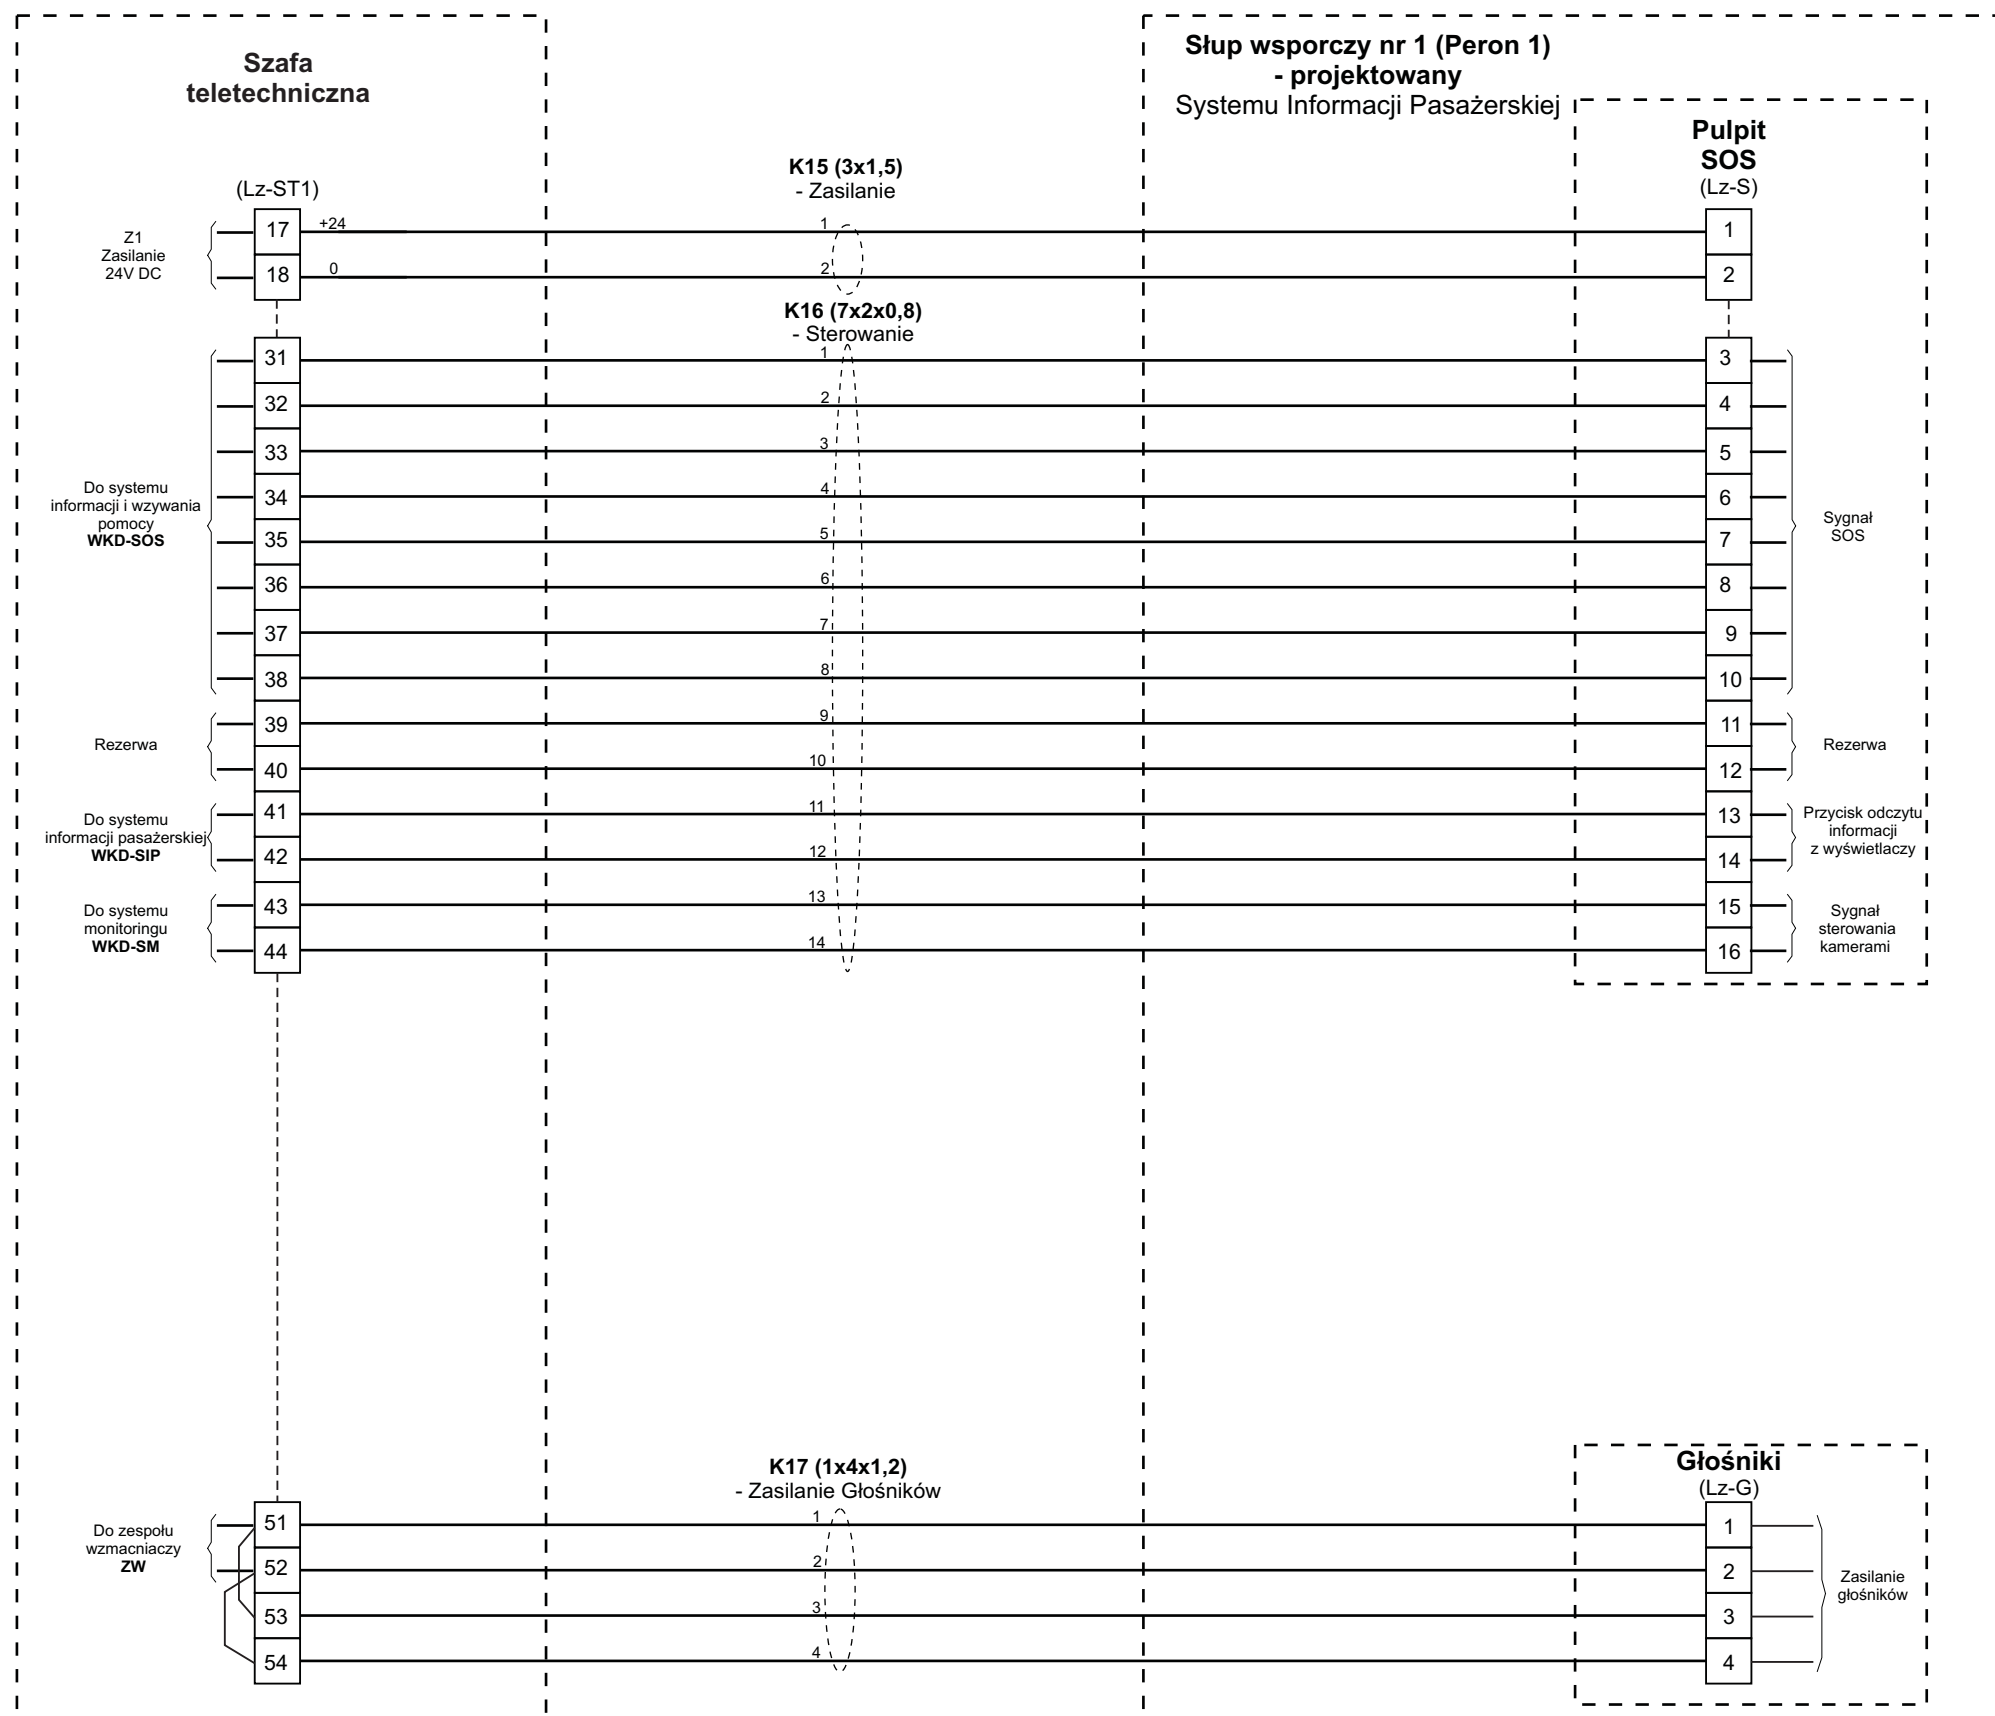 Szafa
teletechniczna
Słup wsporczy nr 1 (Peron 1)
- projektowany
Systemu Informacji Pasażerskiej
Pulpit
SOS
(Lz-S)
(Lz-ST1)
K15 (3x1,5)
- Zasilanie
Z1
Zasilanie
24V DC
17 +24 1 1
18 0 2 2
K16 (7x2x0,8)
- Sterowanie
31 1 3
32 2 4
33 3 5
34 4 6
35 5 7
36 6 8
37 7 9
38 8 10
39 9 11
40 10 12
41 11 13
42 12 14
43 13 15
44 14 16
Do systemu
informacji i wzywania
pomocy
WKD-SOS
Sygnał
SOS
Rezerwa
Rezerwa
Do systemu
informacji pasażerskiej
WKD-SIP
Przycisk odczytu
informacji
z wyświetlaczy
Do systemu
monitoringu
WKD-SM
Sygnał
sterowania
kamerami
K17 (1x4x1,2)
- Zasilanie Głośników
Głośniki
(Lz-G)
51 1 1
52 2 2
53 3 3
54 4 4
Do zespołu
wzmacniaczy
ZW
Zasilanie
głośników